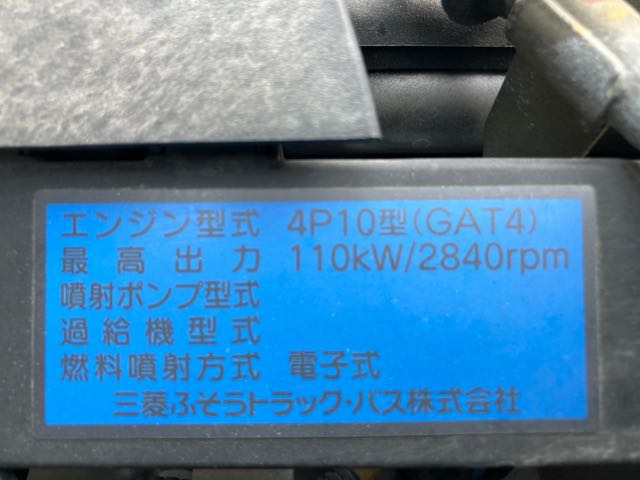 エンジン型式 4P10型(GAT4)
最高出力 110kW/2840rpm
噴射ポンプ型式
過給機型式
燃料噴射方式 電子式
三菱ふそうトラック・バス株式会社